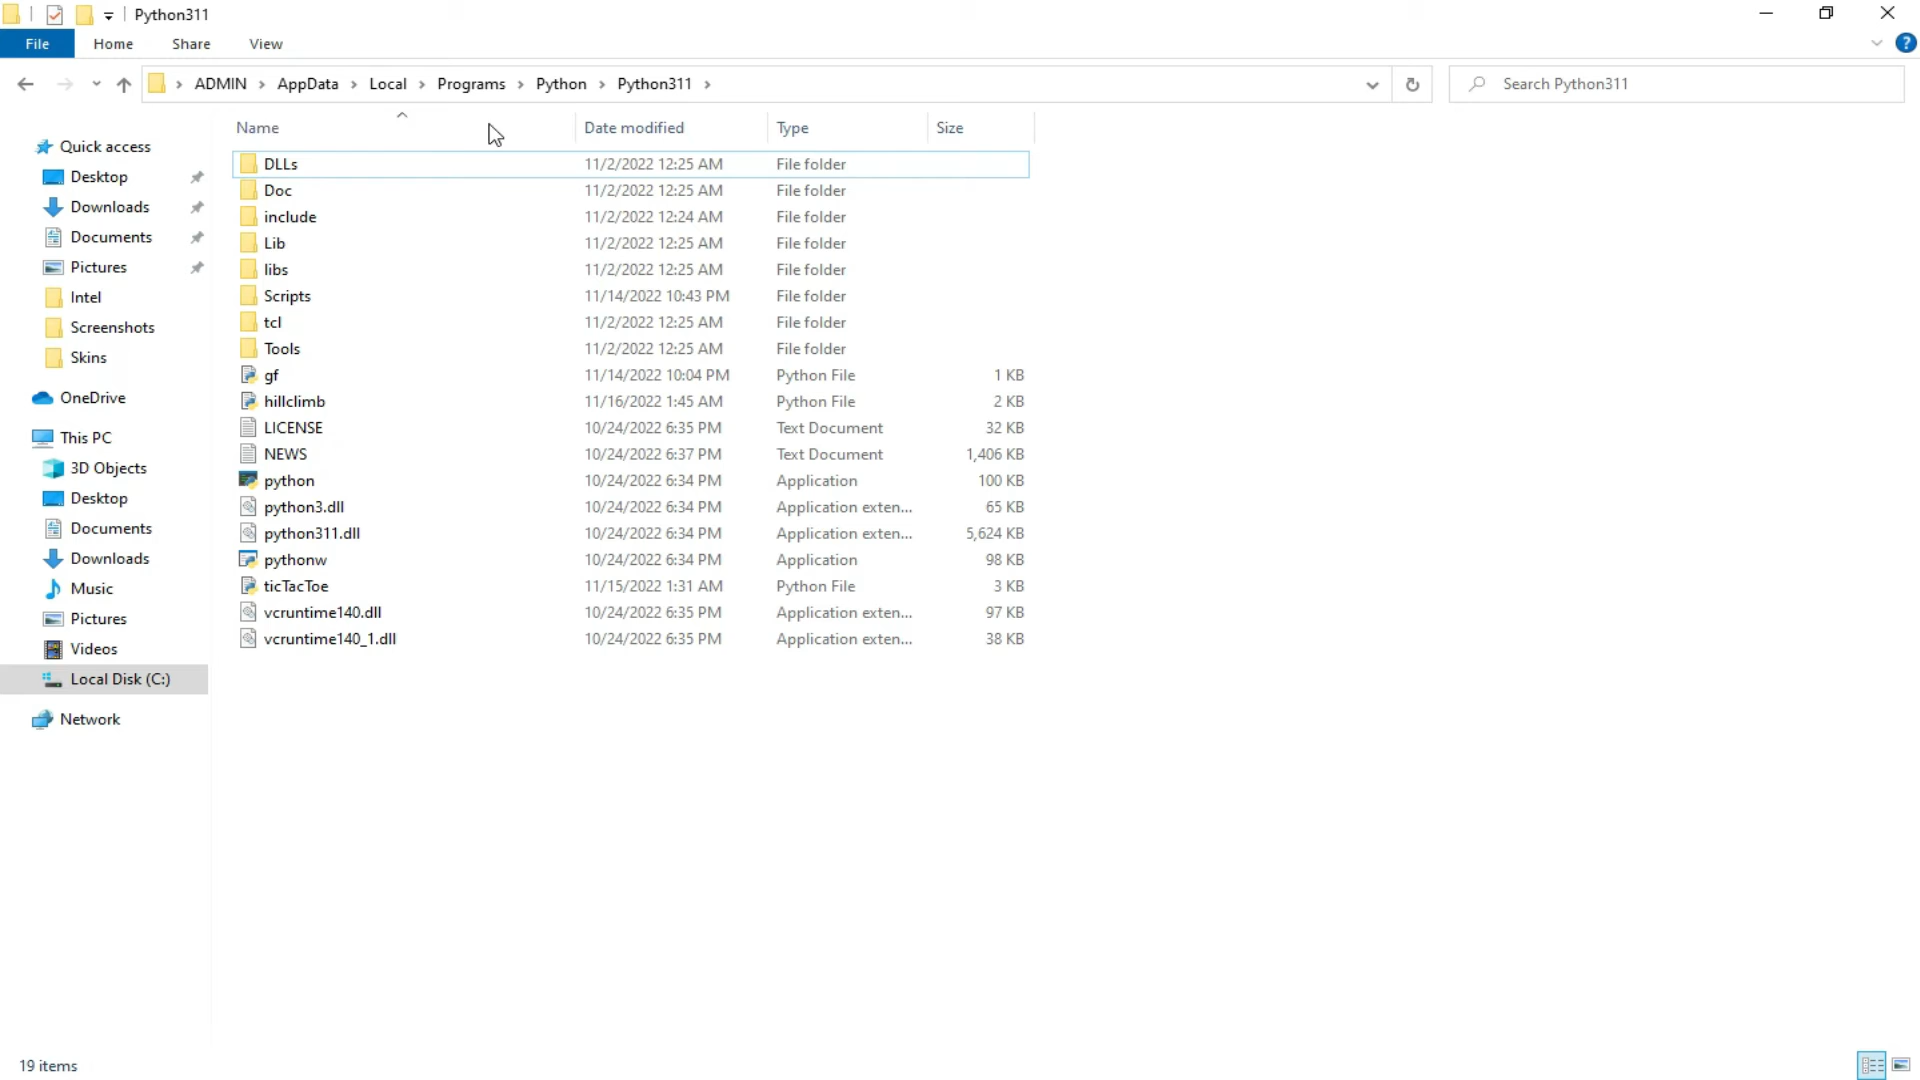 Python311
File Home Share View
ADMIN AppData Local Programs Python Python311
Search Python311
Name Date modified Type Size
Quick access
Desktop
Downloads
Documents
Pictures
Intel
Screenshots
Skins
OneDrive
This PC
3D Objects
Desktop
Documents
Downloads
Music
Pictures
Videos
Local Disk (C:)
Network
DLLs 11/2/2022 12:25 AM File folder
Doc 11/2/2022 12:25 AM File folder
include 11/2/2022 12:24 AM File folder
Lib 11/2/2022 12:25 AM File folder
libs 11/2/2022 12:25 AM File folder
Scripts 11/14/2022 10:43 PM File folder
tcl 11/2/2022 12:25 AM File folder
Tools 11/2/2022 12:25 AM File folder
gf 11/14/2022 10:04 PM Python File 1 KB
hillclimb 11/16/2022 1:45 AM Python File 2 KB
LICENSE 10/24/2022 6:35 PM Text Document 32 KB
NEWS 10/24/2022 6:37 PM Text Document 1,406 KB
python 10/24/2022 6:34 PM Application 100 KB
python3.dll 10/24/2022 6:34 PM Application exten... 65 KB
python311.dll 10/24/2022 6:34 PM Application exten... 5,624 KB
pythonw 10/24/2022 6:34 PM Application 98 KB
ticTacToe 11/15/2022 1:31 AM Python File 3 KB
vcruntime140.dll 10/24/2022 6:35 PM Application exten... 97 KB
vcruntime140_1.dll 10/24/2022 6:35 PM Application exten... 38 KB
19 items